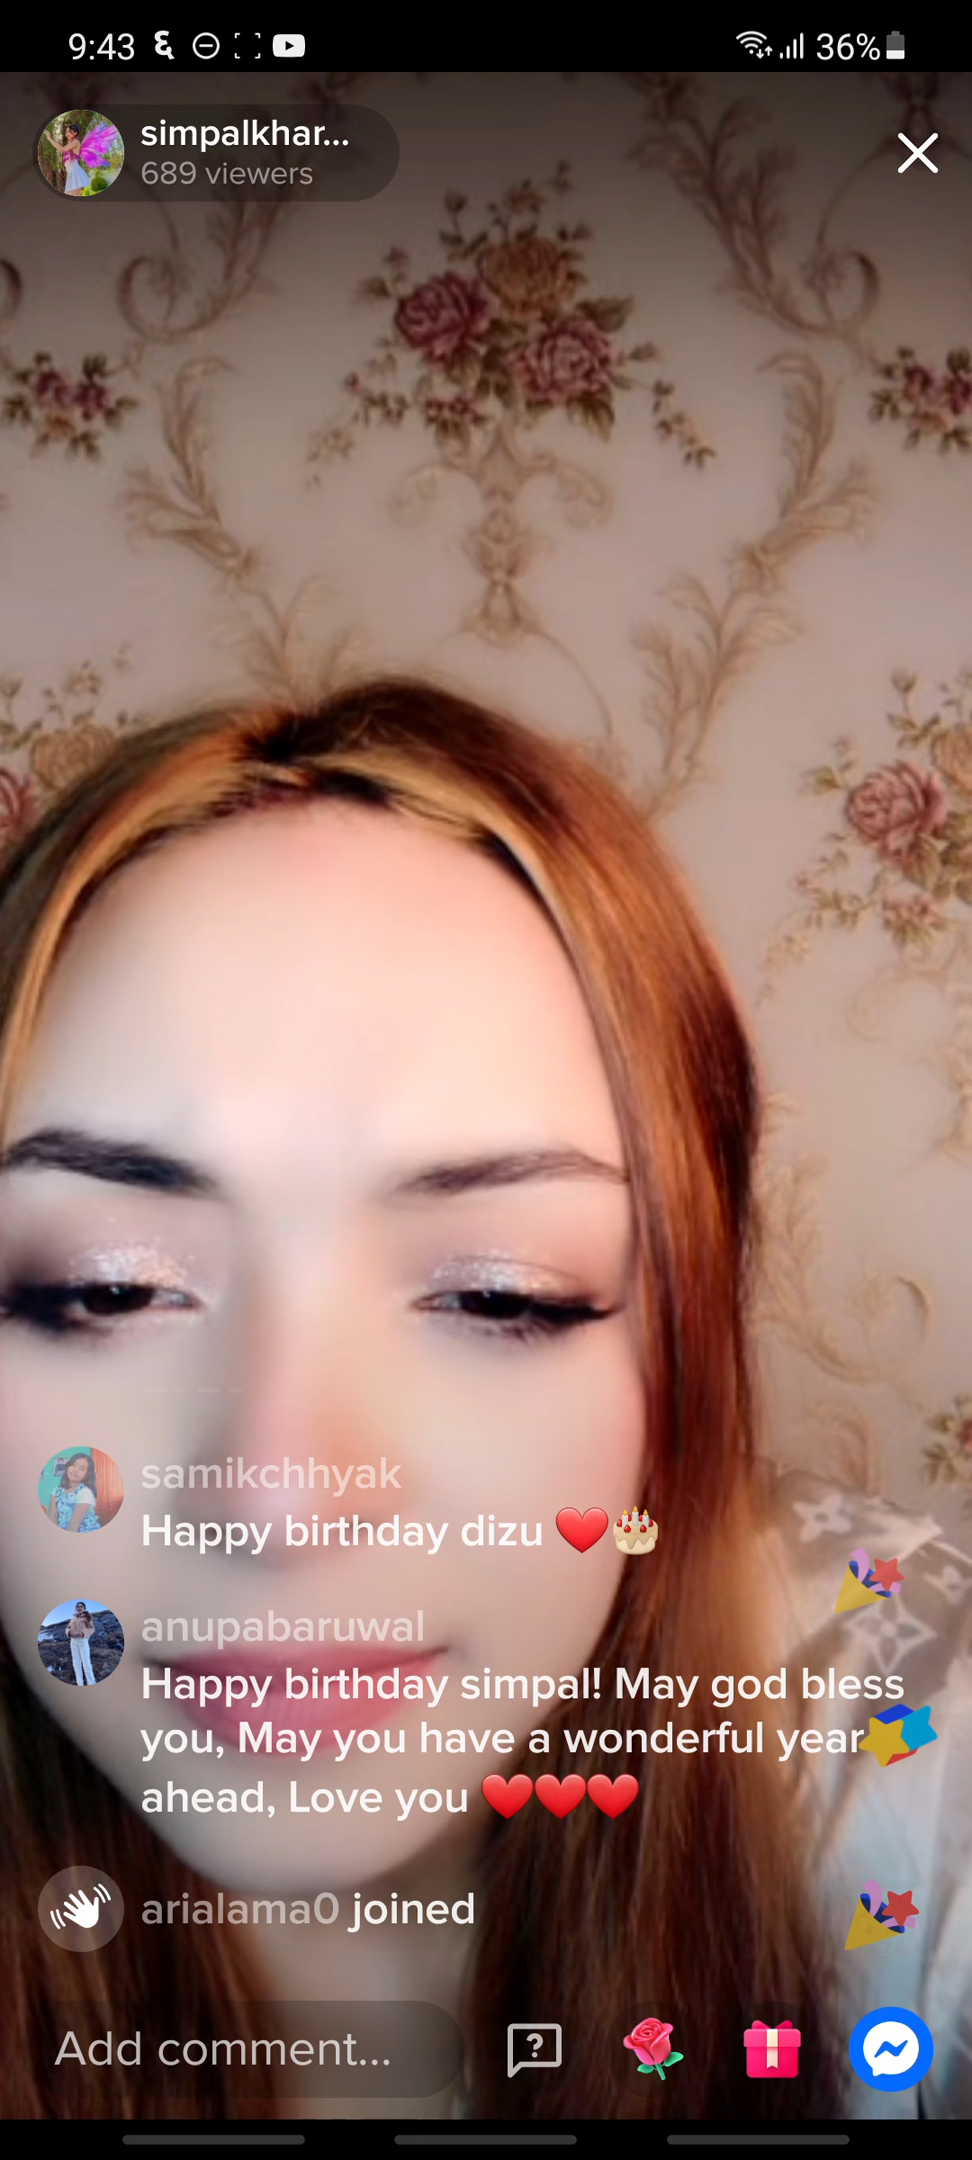 9:43
36%
simpalkhar...
689 viewers
samikchhyak
Happy birthday dizu ❤️🎂
anupabaruwal
Happy birthday simpal! May god bless
you, May you have a wonderful year
ahead, Love you ❤️❤️❤️
arialama0 joined
Add comment...